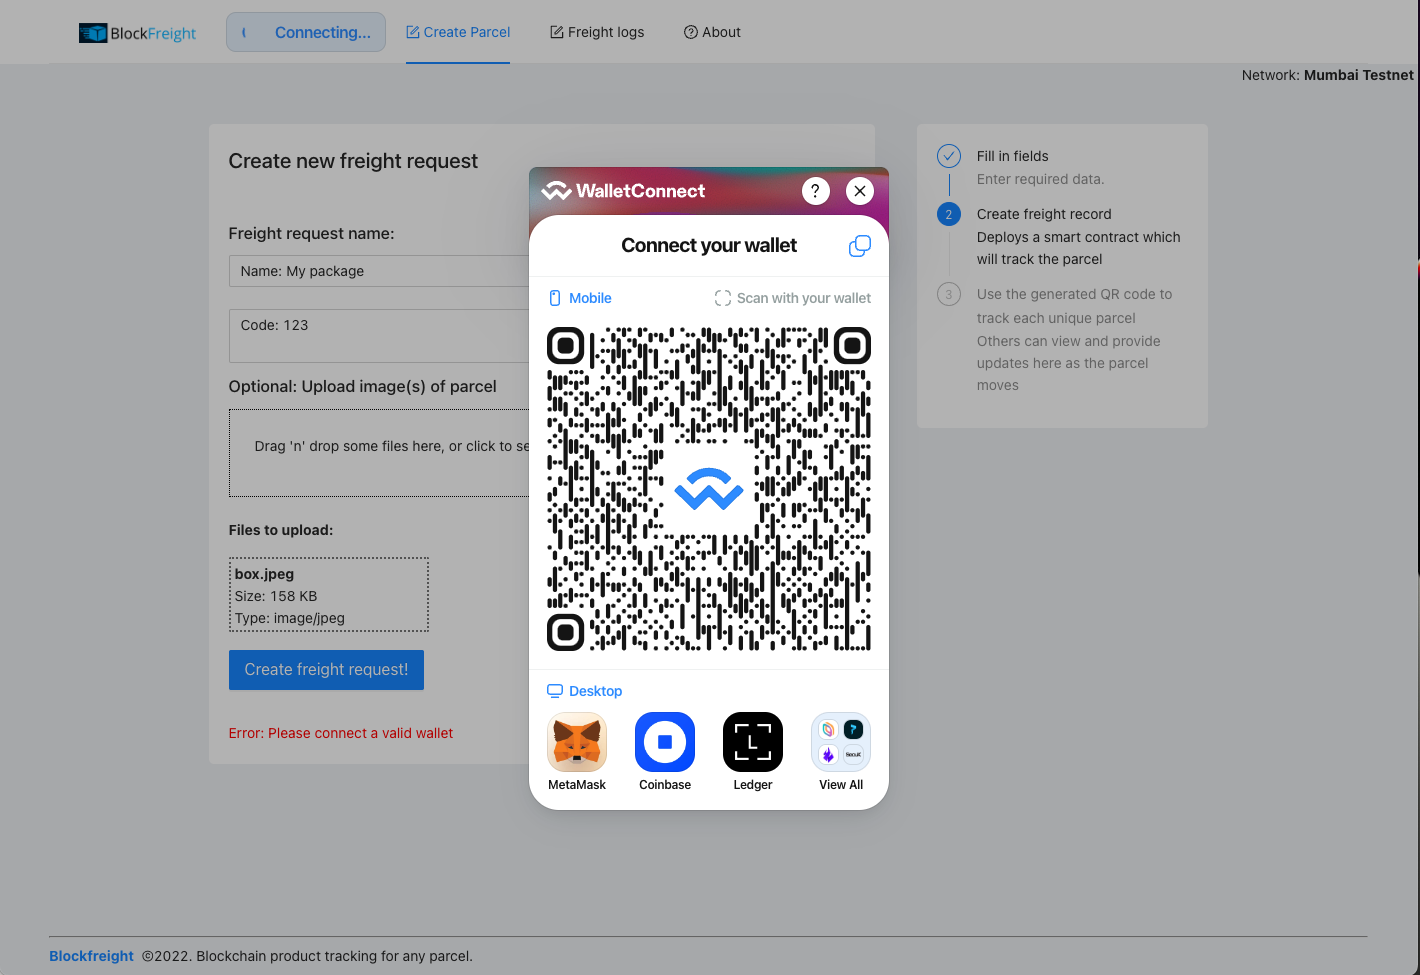 BlockFreight
Connecting...
Create Parcel
Freight logs
About
Network: Mumbai Testnet
Create new freight request
Freight request name:
Name: My package
Code: 123
Optional: Upload image(s) of parcel
Drag 'n' drop some files here, or click to se
Files to upload:
box.jpeg
Size: 158 KB
Type: image/jpeg
Create freight request!
Error: Please connect a valid wallet
WalletConnect
?
Connect your wallet
Mobile
Scan with your wallet
Desktop
MetaMask
Coinbase
L
Ledger
View All
Fill in fields
Enter required data.
2
Create freight record
Deploys a smart contract which
will track the parcel
3
Use the generated QR code to
track each unique parcel
Others can view and provide
updates here as the parcel
moves
Blockfreight ©2022. Blockchain product tracking for any parcel.